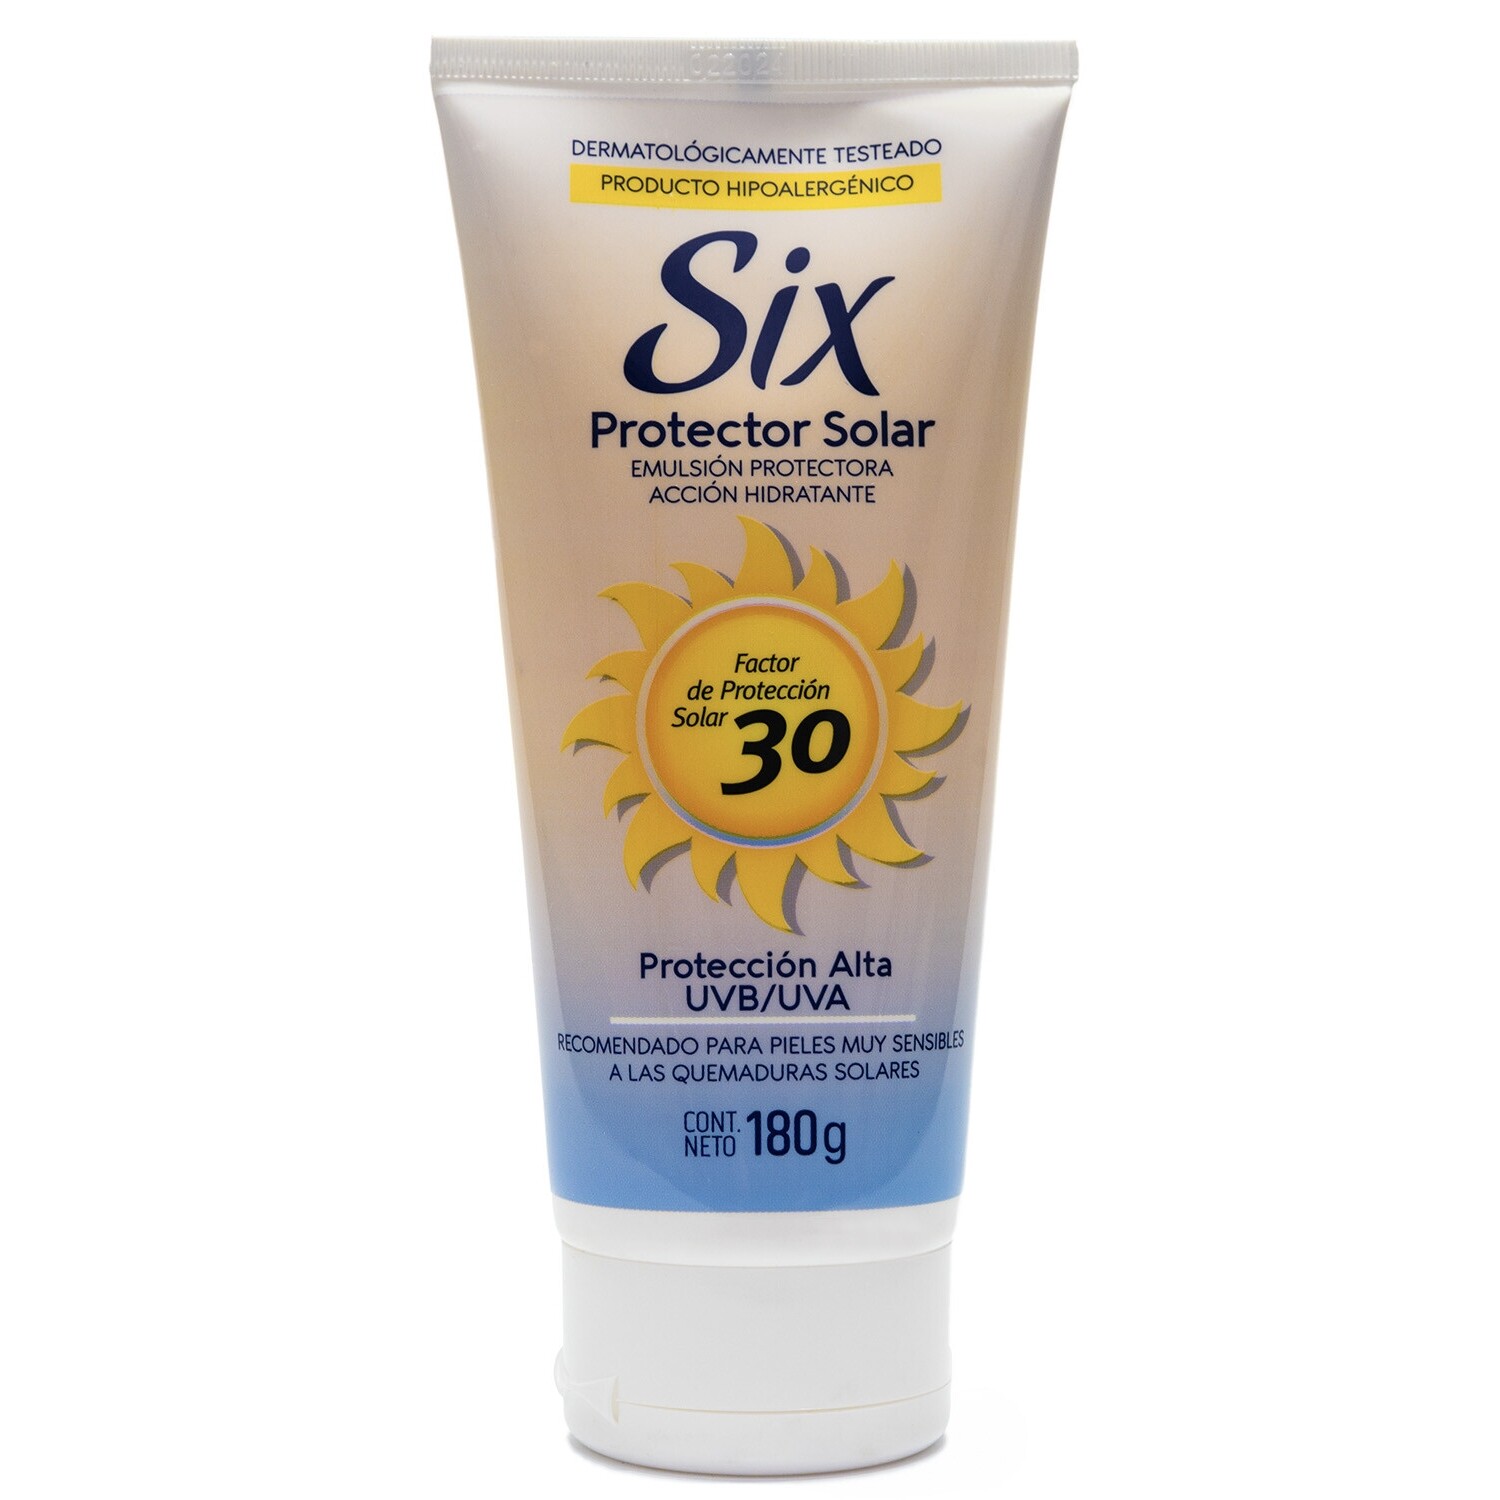 022024
DERMATOLÓGICAMENTE TESTEADO
PRODUCTO HIPOALERGÉNICO
Six
Protector Solar
EMULSIÓN PROTECTORA
ACCIÓN HIDRATANTE
Factor
de Protección
Solar 30
Protección Alta
UVB/UVA
RECOMENDADO PARA PIELES MUY SENSIBLES
A LAS QUEMADURAS SOLARES
CONT.
NETO 180g